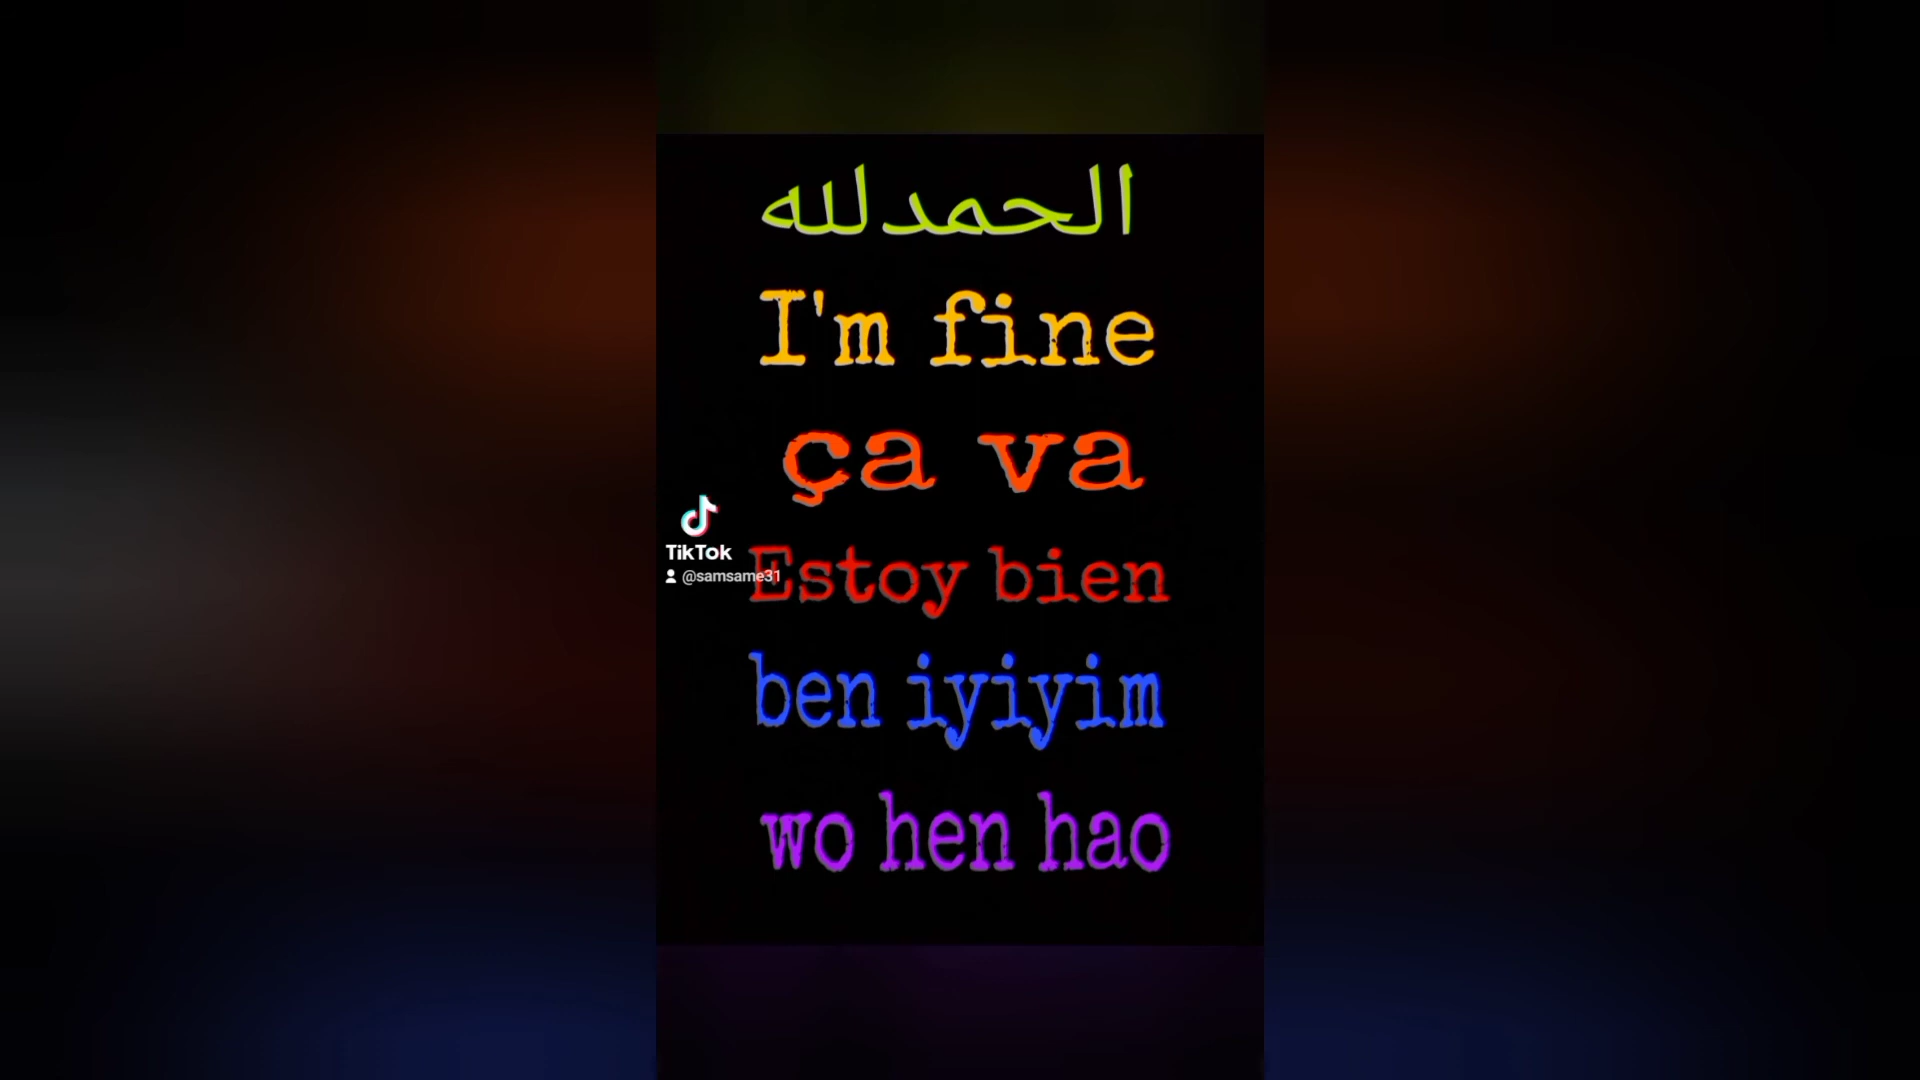 الحمدلله
I'm fine
ça va
TikTok
@samsame31
Estoy bien
ben iyiyim
wo hen hao